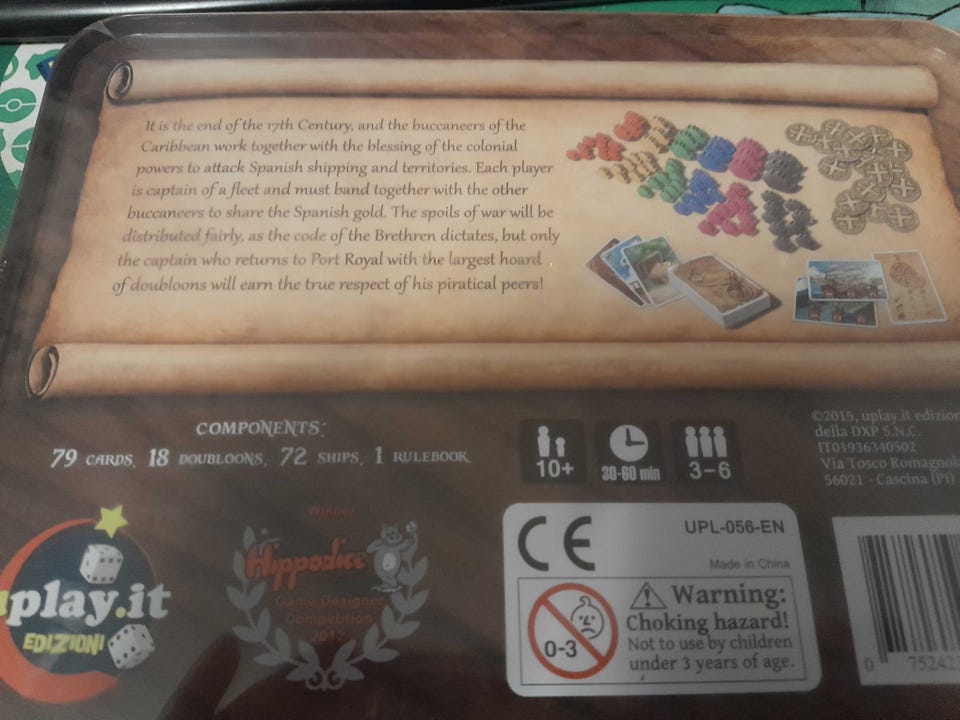 It is the end of the 17th Century, and the buccaneers of the
Caribbean work together with the blessing of the colonial
powers to attack Spanish shipping and territories. Each player
is captain of a fleet and must band together with the other
buccaneers to share the Spanish gold. The spoils of war will be
distributed fairly, as the code of the Brethren dictates, but only
the captain who returns to Port Royal with the largest hoard
of doubloons will earn the true respect of his piratical peers!
COMPONENTS:
79 CARDS, 18 DOUBLOONS, 72 SHIPS, 1 RULEBOOK
10+
30-60 min
3-6
©2015, uplay.it edizion
della DXP S.N.C.
IT01936340502
Via Tosco Romagnol
56021 - Cascina (PI)
uplay.it
EDIZIONI
Winner
Hippodice
Game Designer
Competition
2012
CE
UPL-056-EN
Made in China
0-3
Warning:
Choking hazard!
Not to use by children
under 3 years of age.
0 75242